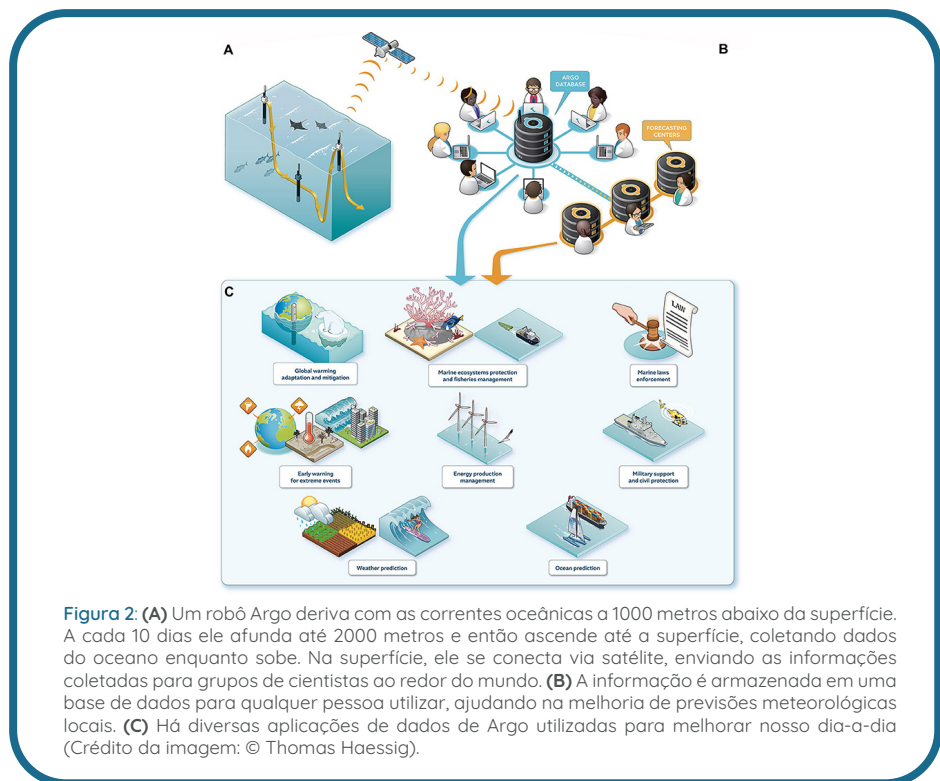 A
B
ARGO
DATABASE
FORECASTING
CENTERS
C
LAW
Global warming
adaptation and mitigation
Marine ecosystems protection
and fisheries management
Marine laws
enforcement
Early warning
for extreme events
Energy production
management
Military support
and civil protection
Weather prediction
Ocean prediction
Figura 2: (A) Um robô Argo deriva com as correntes oceânicas a 1000 metros abaixo da superfície.
A cada 10 dias ele afunda até 2000 metros e então ascende até a superfície, coletando dados
do oceano enquanto sobe. Na superfície, ele se conecta via satélite, enviando as informações
coletadas para grupos de cientistas ao redor do mundo. (B) A informação é armazenada em uma
base de dados para qualquer pessoa utilizar, ajudando na melhoria de previsões meteorológicas
locais. (C) Há diversas aplicações de dados de Argo utilizadas para melhorar nosso dia-a-dia
(Crédito da imagem: © Thomas Haessig).